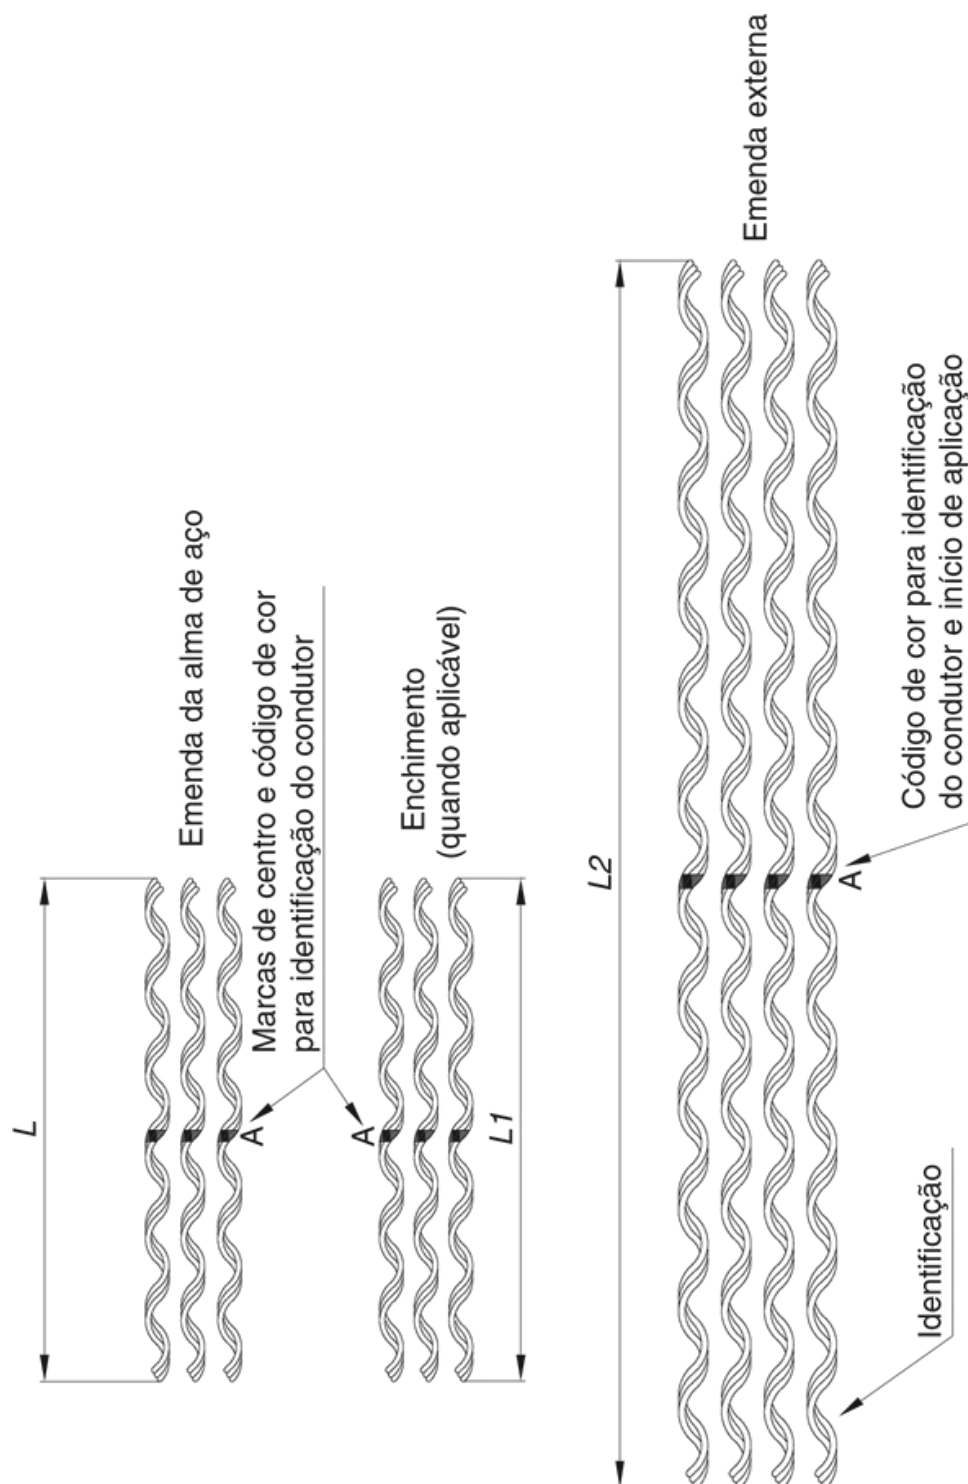 L
Emenda da alma de aço
A
Marcas de centro e código de cor
para identificação do condutor
A
Enchimento
(quando aplicável)
L1
L2
Emenda externa
A
Código de cor para identificação
do condutor e início de aplicação
Identificação